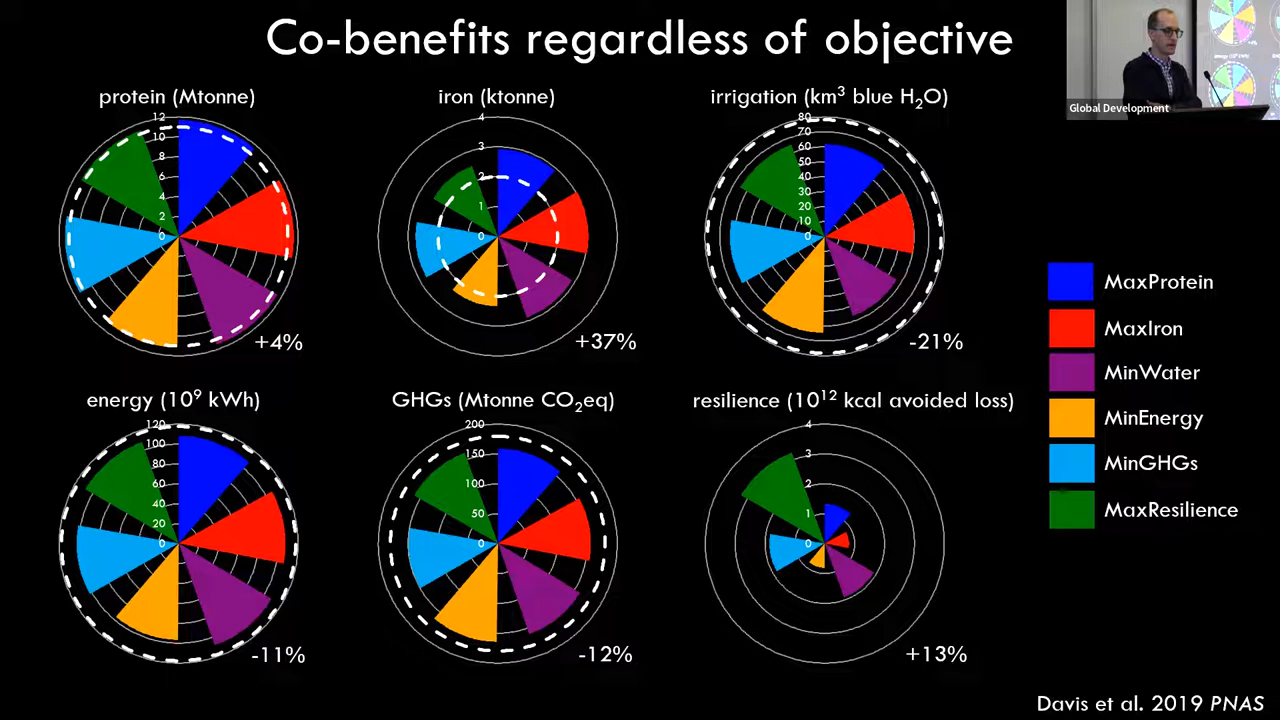 Co-benefits regardless of objective
Global Development
protein (Mtonne)
12
10
8
6
4
2
0
+4%
iron (ktonne)
4
3
2
1
0
+37%
irrigation (km³ blue H₂O)
80
70
60
50
40
30
20
10
0
-21%
energy (10⁹ kWh)
120
100
80
60
40
20
0
-11%
GHGs (Mtonne CO₂eq)
200
150
100
50
0
-12%
resilience (10¹² kcal avoided loss)
4
3
2
1
0
+13%
MaxProtein
MaxIron
MinWater
MinEnergy
MinGHGs
MaxResilience
Davis et al. 2019 PNAS